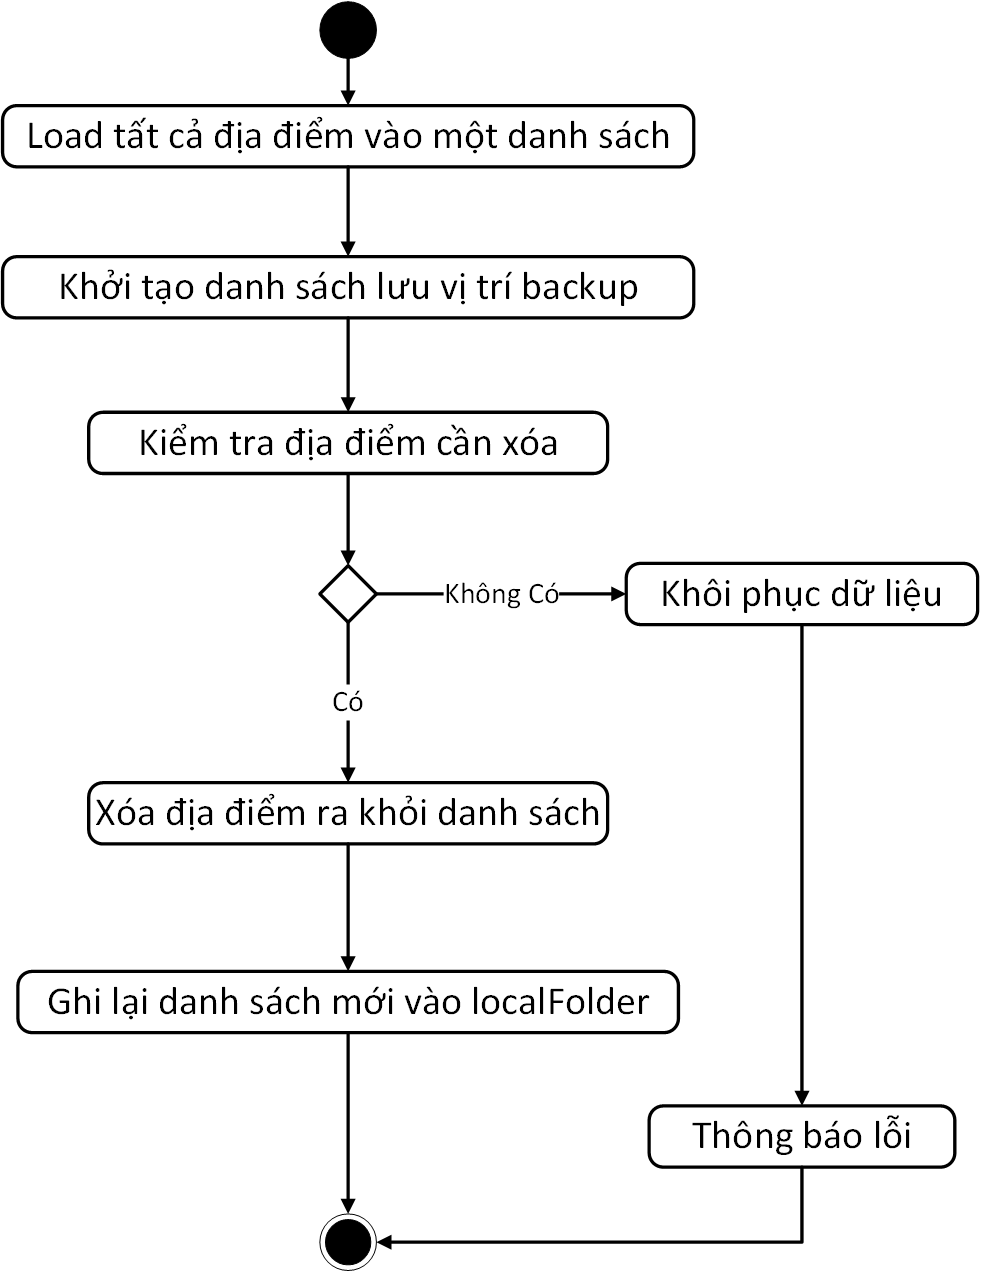 Load tất cả địa điểm vào một danh sách
Khởi tạo danh sách lưu vị trí backup
Kiểm tra địa điểm cần xóa
Không Có
Khôi phục dữ liệu
Có
Xóa địa điểm ra khỏi danh sách
Ghi lại danh sách mới vào localFolder
Thông báo lỗi